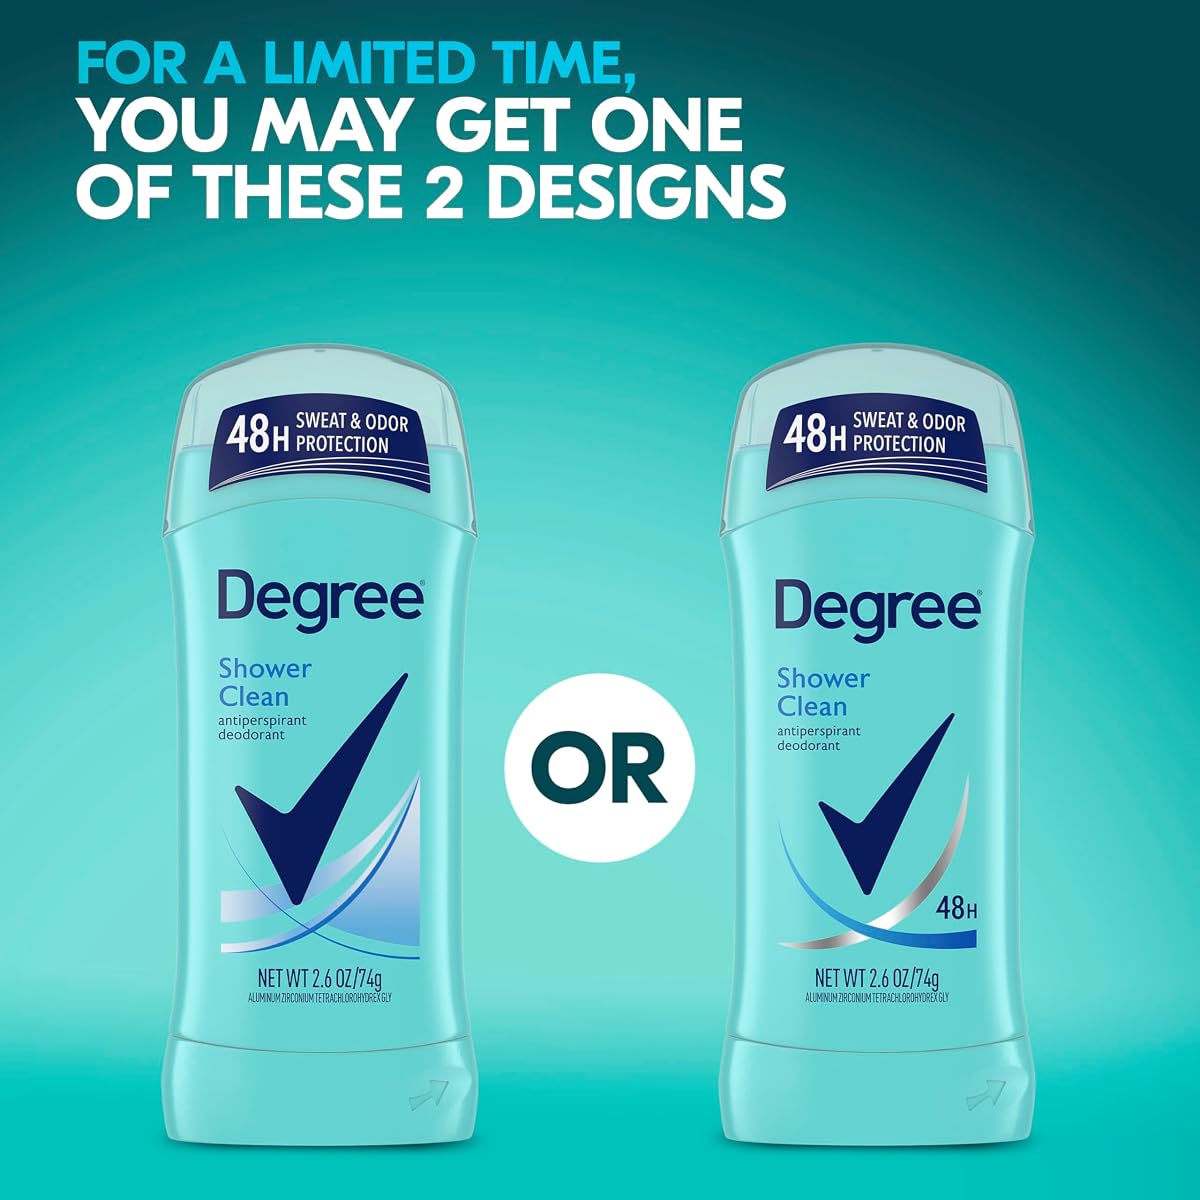 FOR A LIMITED TIME,
YOU MAY GET ONE
OF THESE 2 DESIGNS
48H SWEAT & ODOR
PROTECTION
Degree®
Shower
Clean
antiperspirant
deodorant
NET WT 2.6 OZ/74g
ALUMINUM ZIRCONIUM TETRACHLOROHYDREX GLY
OR
48H SWEAT & ODOR
PROTECTION
Degree®
Shower
Clean
antiperspirant
deodorant
48H
NET WT 2.6 OZ/74g
ALUMINUM ZIRCONIUM TETRACHLOROHYDREX GLY